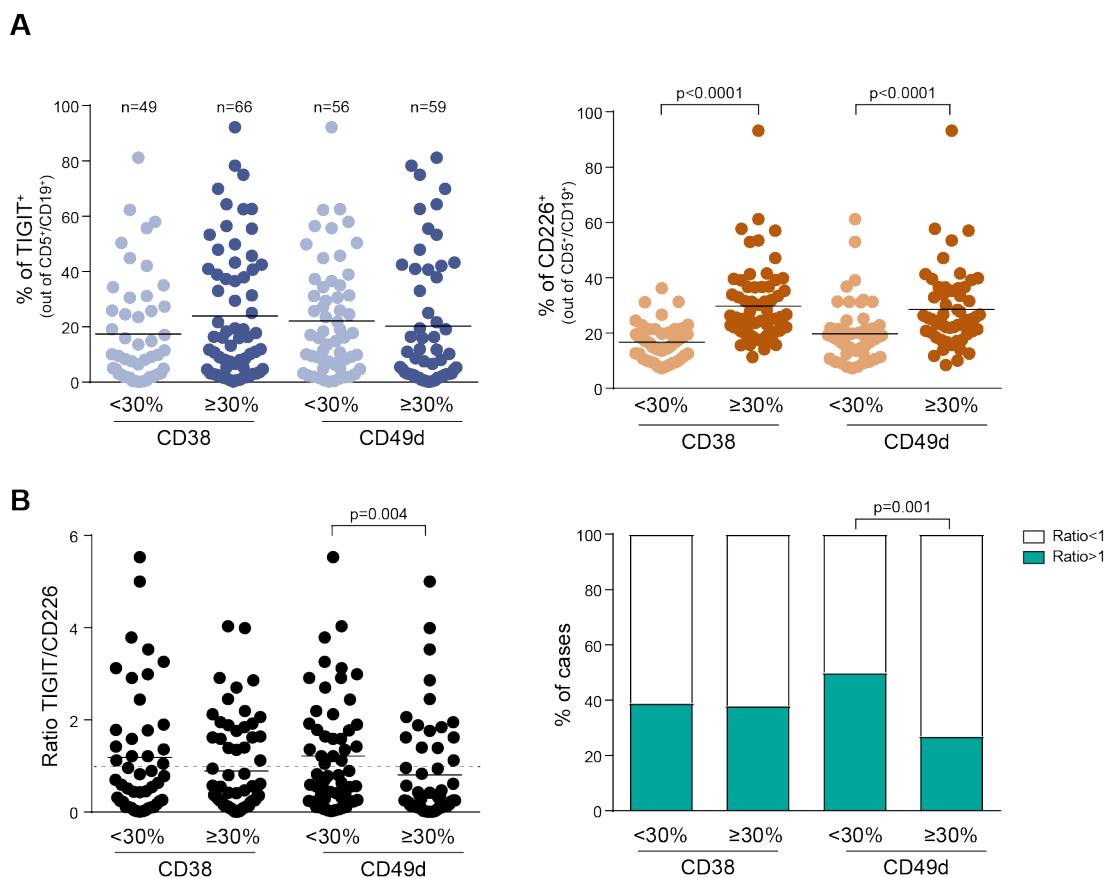 A
n=49 n=66 n=56 n=59
% of TIGIT⁺
(out of CD5⁺/CD19⁺)
100
80
60
40
20
0
<30% ≥30% <30% ≥30%
CD38 CD49d
p<0.0001 p<0.0001
% of CD226⁺
(out of CD5⁺/CD19⁺)
100
80
60
40
20
0
<30% ≥30% <30% ≥30%
CD38 CD49d
B
p=0.004
Ratio TIGIT/CD226
6
4
2
0
<30% ≥30% <30% ≥30%
CD38 CD49d
p=0.001
% of cases
100
80
60
40
20
0
<30% ≥30% <30% ≥30%
CD38 CD49d
Ratio<1
Ratio>1